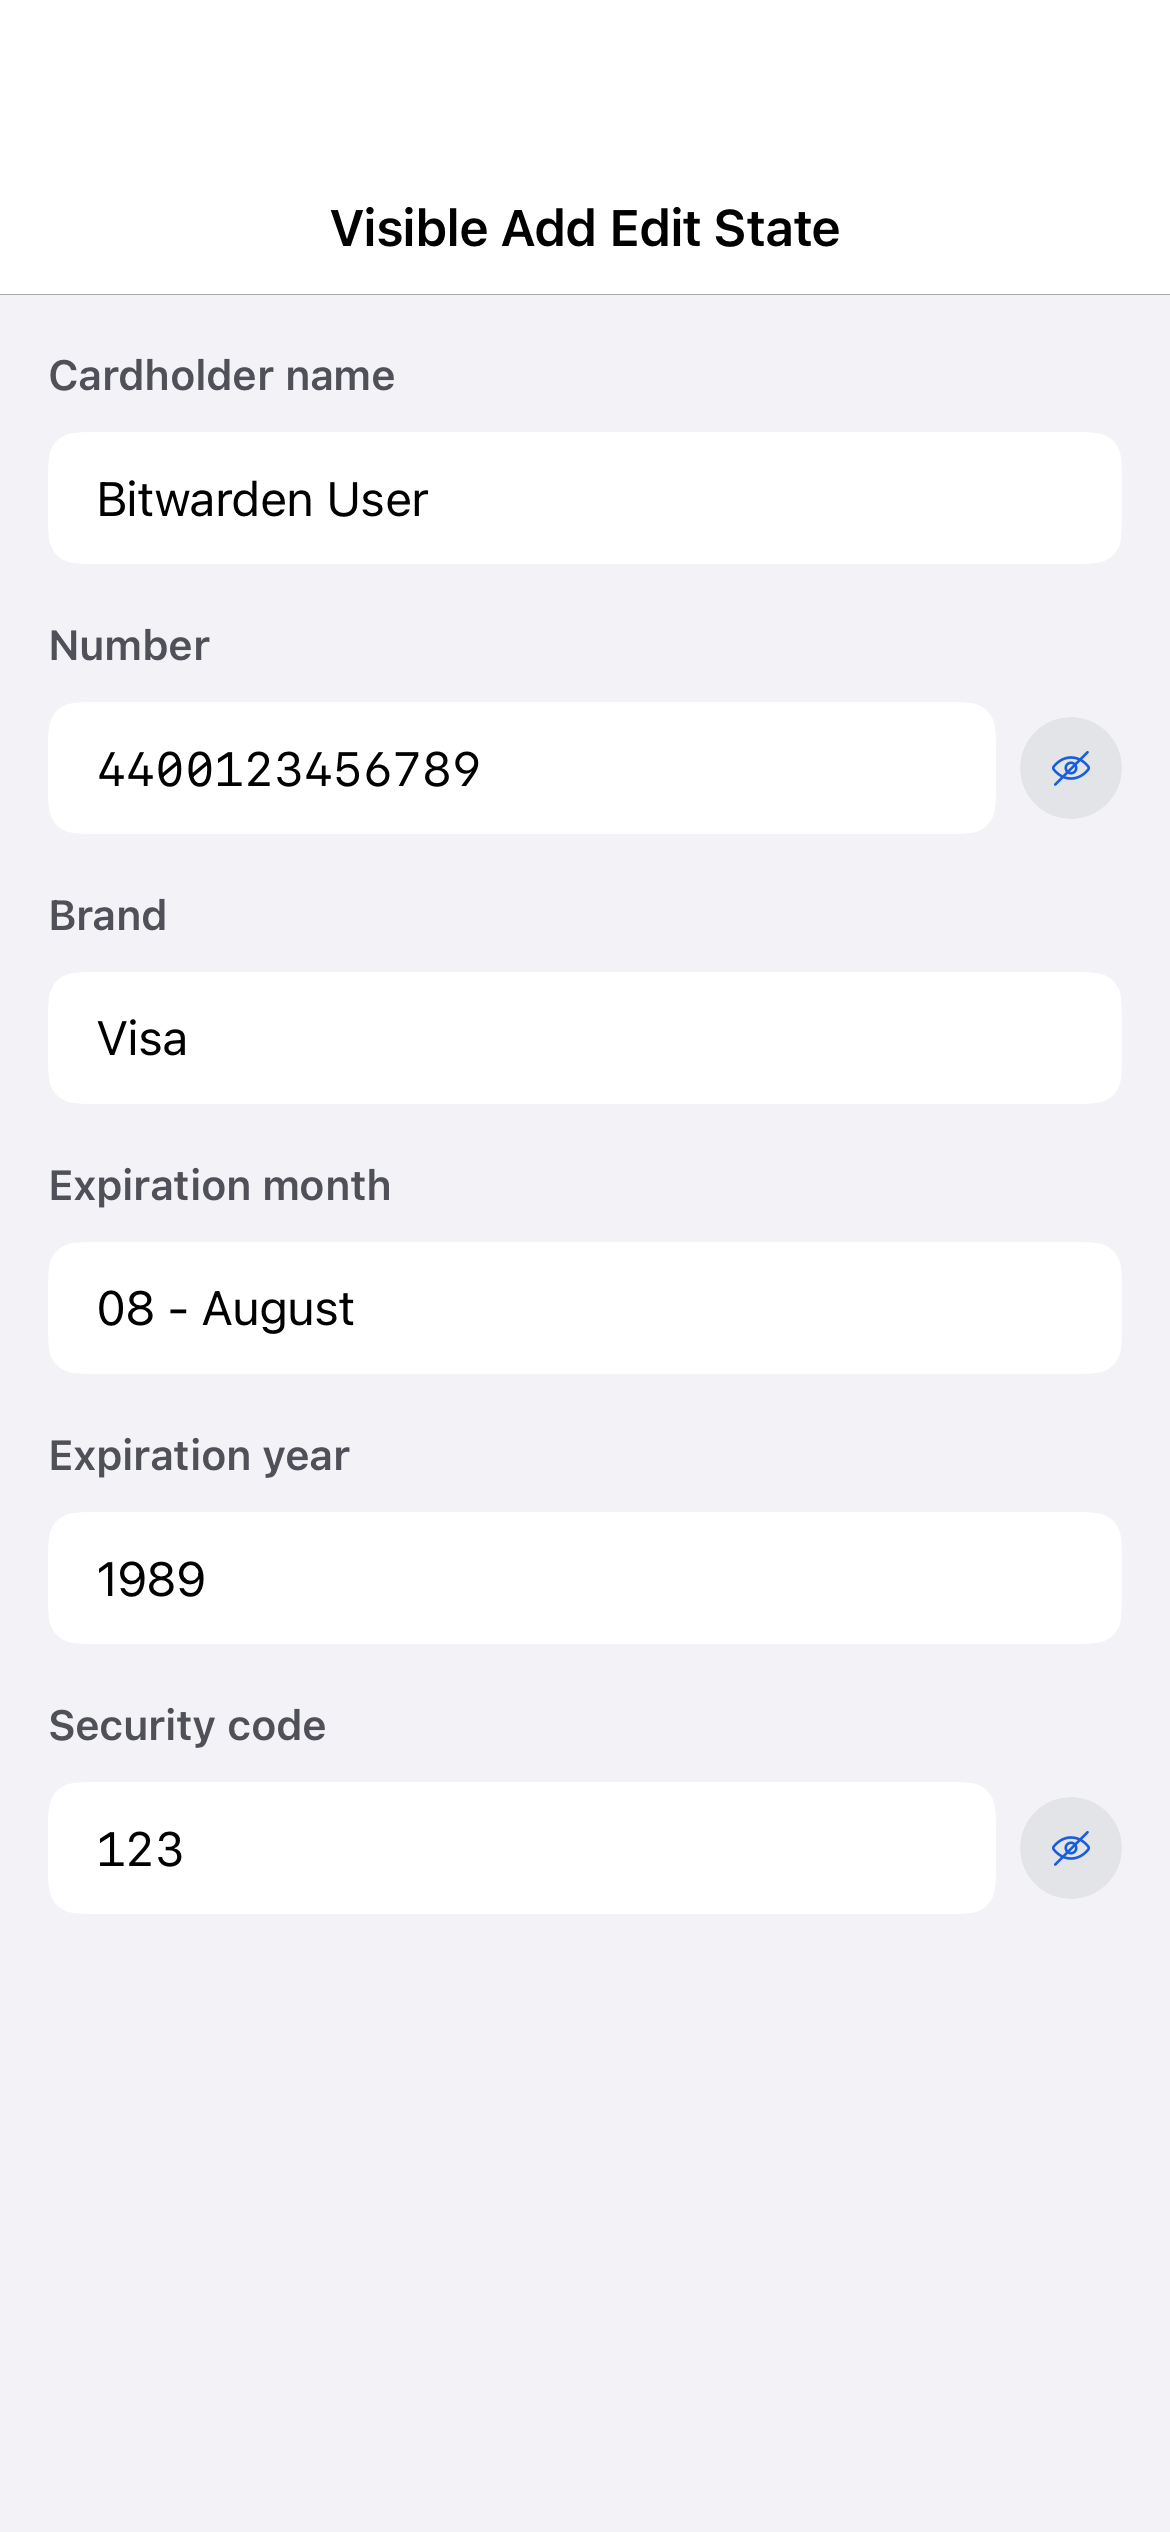 Visible Add Edit State
Cardholder name
Bitwarden User
Number
4400123456789
Brand
Visa
Expiration month
08 - August
Expiration year
1989
Security code
123